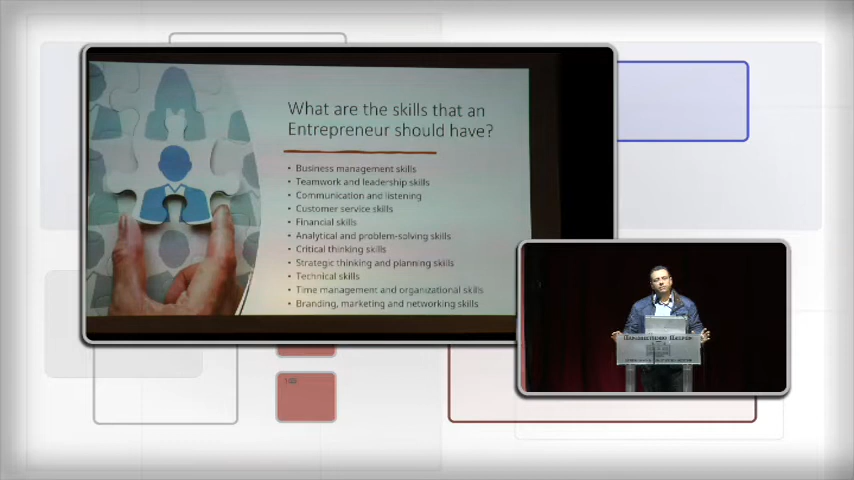 What are the skills that an
Entrepreneur should have?
• Business management skills
• Teamwork and leadership skills
• Communication and listening
• Customer service skills
• Financial skills
• Analytical and problem-solving skills
• Critical thinking skills
• Strategic thinking and planning skills
• Technical skills
• Time management and organizational skills
• Branding, marketing and networking skills